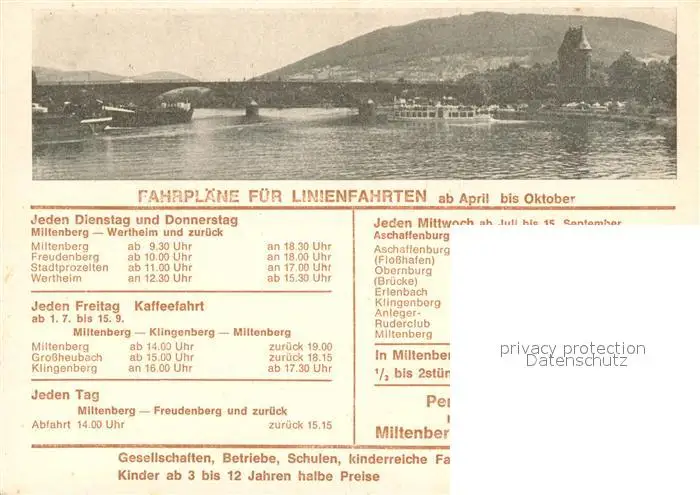 FAHRPLÄNE FÜR LINIENFAHRTEN ab April bis Oktober
Jeden Dienstag und Donnerstag
Miltenberg — Wertheim und zurück
Miltenberg ab 9.30 Uhr an 18.30 Uhr
Freudenberg ab 10.00 Uhr an 18.00 Uhr
Stadtprozelten ab 11.00 Uhr an 17.00 Uhr
Wertheim an 12.30 Uhr ab 15.30 Uhr
Jeden Freitag Kaffeefahrt
ab 1. 7. bis 15. 9.
Miltenberg — Klingenberg — Miltenberg
Miltenberg ab 14.00 Uhr zurück 19.00
Großheubach ab 15.00 Uhr zurück 18.15
Klingenberg an 16.00 Uhr ab 17.30 Uhr
Jeden Tag
Miltenberg — Freudenberg und zurück
Abfahrt 14.00 Uhr zurück 15.15
Jeden Mittwoch ab Juli bis 15. September
Aschaffenburg
Aschaffenburg
(Floßhafen)
Obernburg
(Brücke)
Erlenbach
Klingenberg
Anleger-
Ruderclub
Miltenberg
In Miltenber
1/2 bis 2stün
Per
Miltenber
Gesellschaften, Betriebe, Schulen, kinderreiche Fa
Kinder ab 3 bis 12 Jahren halbe Preise
privacy protection
Datenschutz